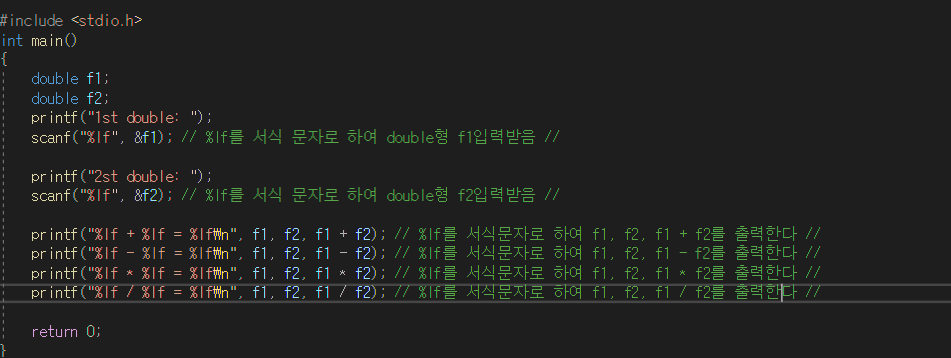 #include <stdio.h>
int main()
{
double f1;
double f2;
printf("1st double: ");
scanf("%lf", &f1); // %lf를 서식 문자로 하여 double형 f1입력받음 //
printf("2st double: ");
scanf("%lf", &f2); // %lf를 서식 문자로 하여 double형 f2입력받음 //
printf("%lf + %lf = %lf₩n", f1, f2, f1 + f2); // %lf를 서식문자로 하여 f1, f2, f1 + f2를 출력한다 //
printf("%lf - %lf = %lf₩n", f1, f2, f1 - f2); // %lf를 서식문자로 하여 f1, f2, f1 - f2를 출력한다 //
printf("%lf * %lf = %lf₩n", f1, f2, f1 * f2); // %lf를 서식문자로 하여 f1, f2, f1 * f2를 출력한다 //
printf("%lf / %lf = %lf₩n", f1, f2, f1 / f2); // %lf를 서식문자로 하여 f1, f2, f1 / f2를 출력한다 //
return 0;
}